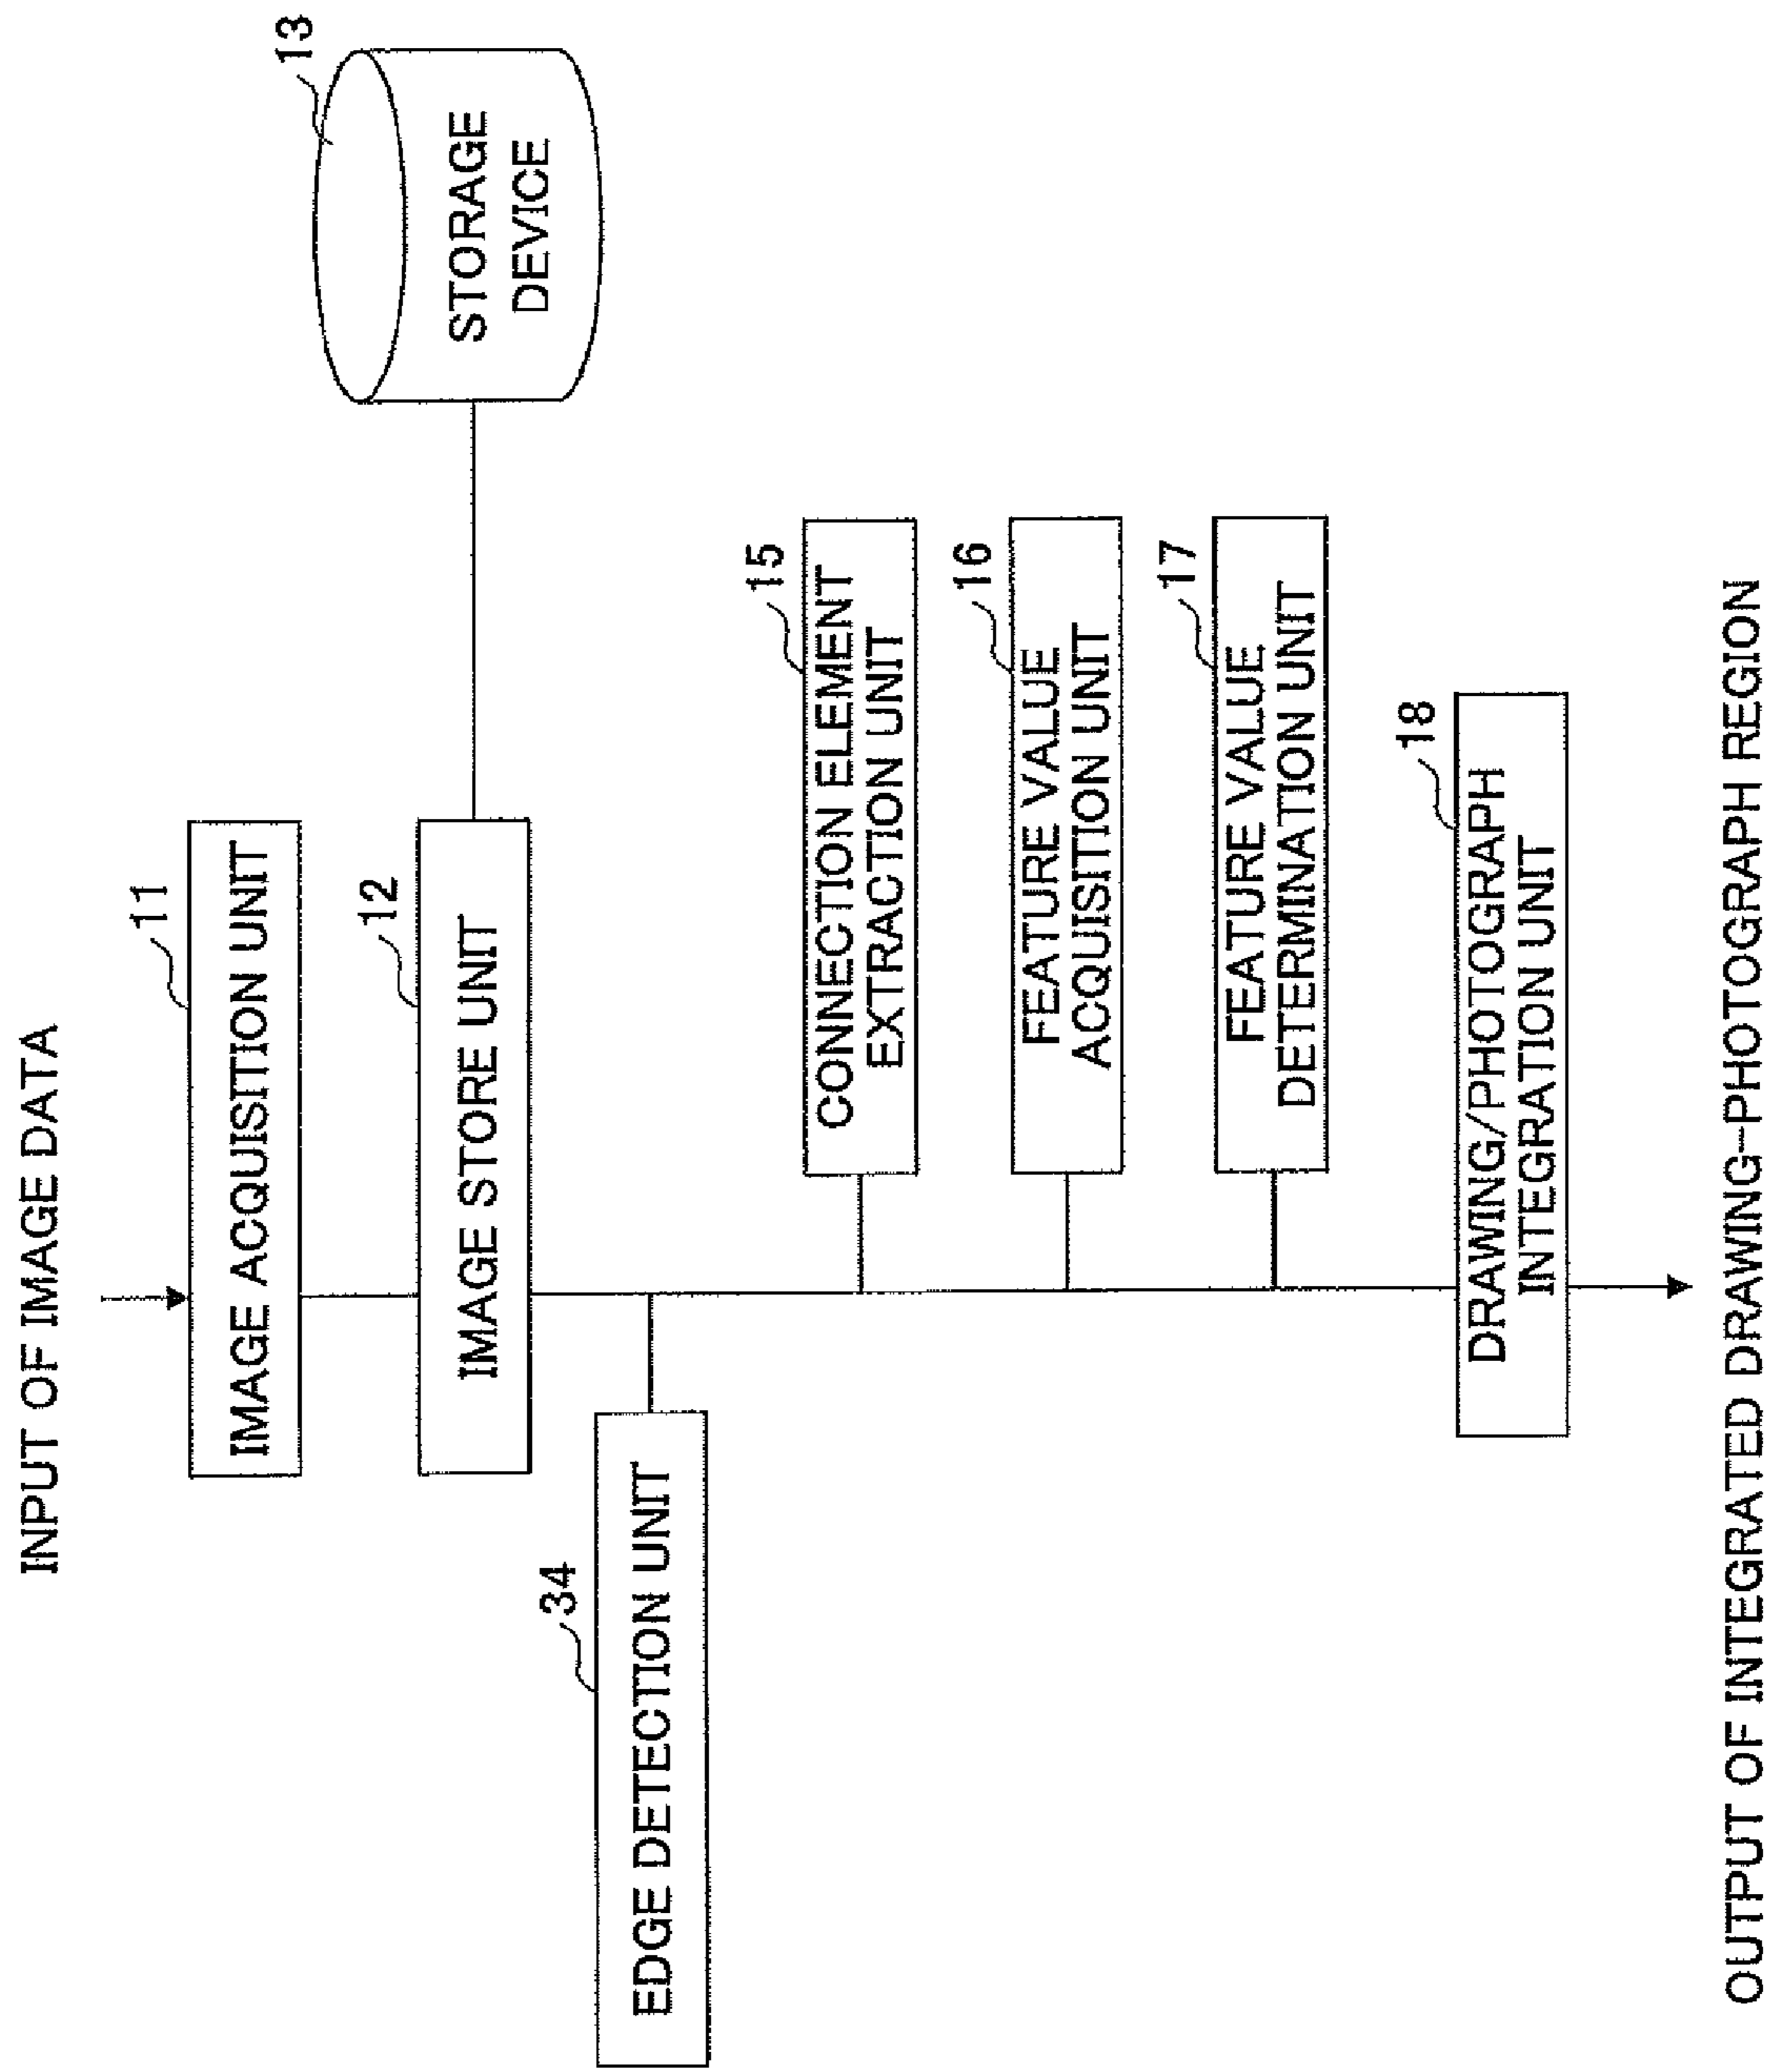 INPUT OF IMAGE DATA
11
IMAGE ACQUISITION UNIT
12
IMAGE STORE UNIT
13
STORAGE
DEVICE
34
EDGE DETECTION UNIT
15
CONNECTION ELEMENT
EXTRACTION UNIT
16
FEATURE VALUE
ACQUISITION UNIT
17
FEATURE VALUE
DETERMINATION UNIT
18
DRAWING/PHOTOGRAPH
INTEGRATION UNIT
OUTPUT OF INTEGRATED DRAWING-PHOTOGRAPH REGION